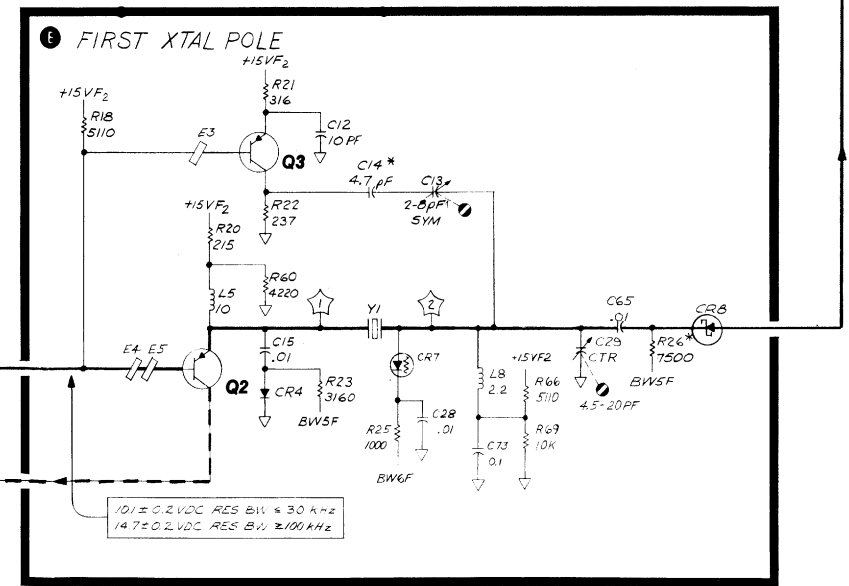 E FIRST XTAL POLE
+15VF2
R21
316
+15VF2
R18
5110
E3
Q3
C12
10PF
C14*
4.7 pF
C13
2-8pF
SYM
R22
237
+15VF2
R20
215
R60
4220
L5
10
1
Y1
2
C65
.01
CR8
E4 E5
Q2
C15
.01
CR4
R23
3160
BW5F
CR7
C28
.01
R25
1000
BW6F
L8
2.2
+15VF2
R66
5110
C73
0.1
R69
10K
C29
CTR
4.5-20PF
R26*
7500
BW5F
10.1 ± 0.2 VDC RES BW ≤ 30 KHz
14.7±0.2 VDC RES BW ≥100 kHz